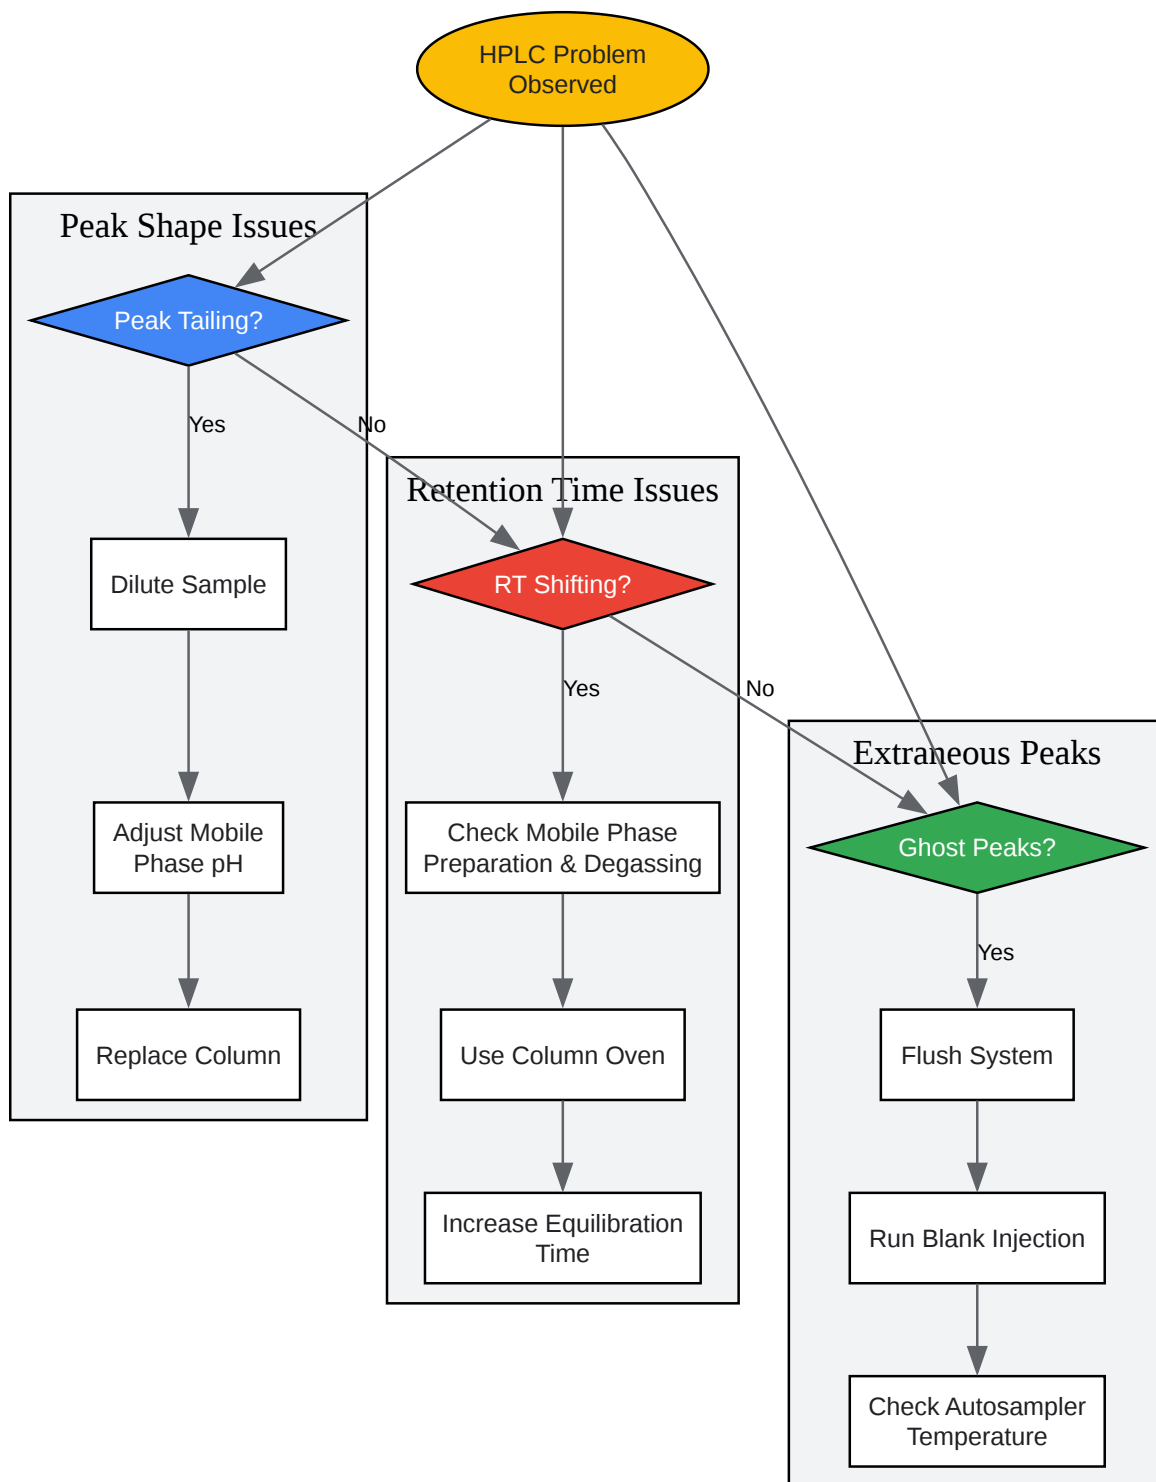 HPLC Problem
Observed
Peak Shape Issues
Peak Tailing?
Yes
No
Dilute Sample
Adjust Mobile
Phase pH
Replace Column
Retention Time Issues
RT Shifting?
Yes
No
Check Mobile Phase
Preparation & Degassing
Use Column Oven
Increase Equilibration
Time
Extraneous Peaks
Ghost Peaks?
Yes
Flush System
Run Blank Injection
Check Autosampler
Temperature